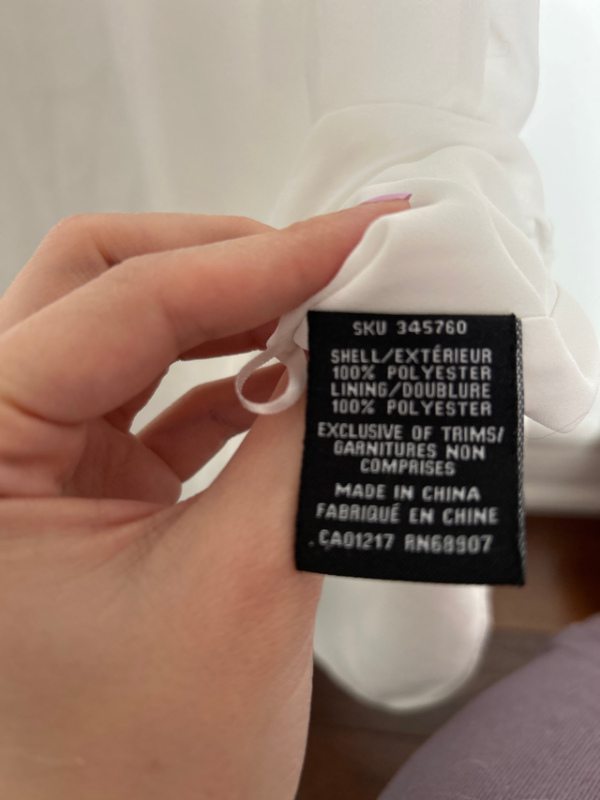 SKU 345760
SHELL/EXTÉRIEUR
100% POLYESTER
LINING/DOUBLURE
100% POLYESTER
EXCLUSIVE OF TRIMS/
GARNITURES NON
COMPRISES
MADE IN CHINA
FABRIQUÉ EN CHINE
CA01217 RN68907